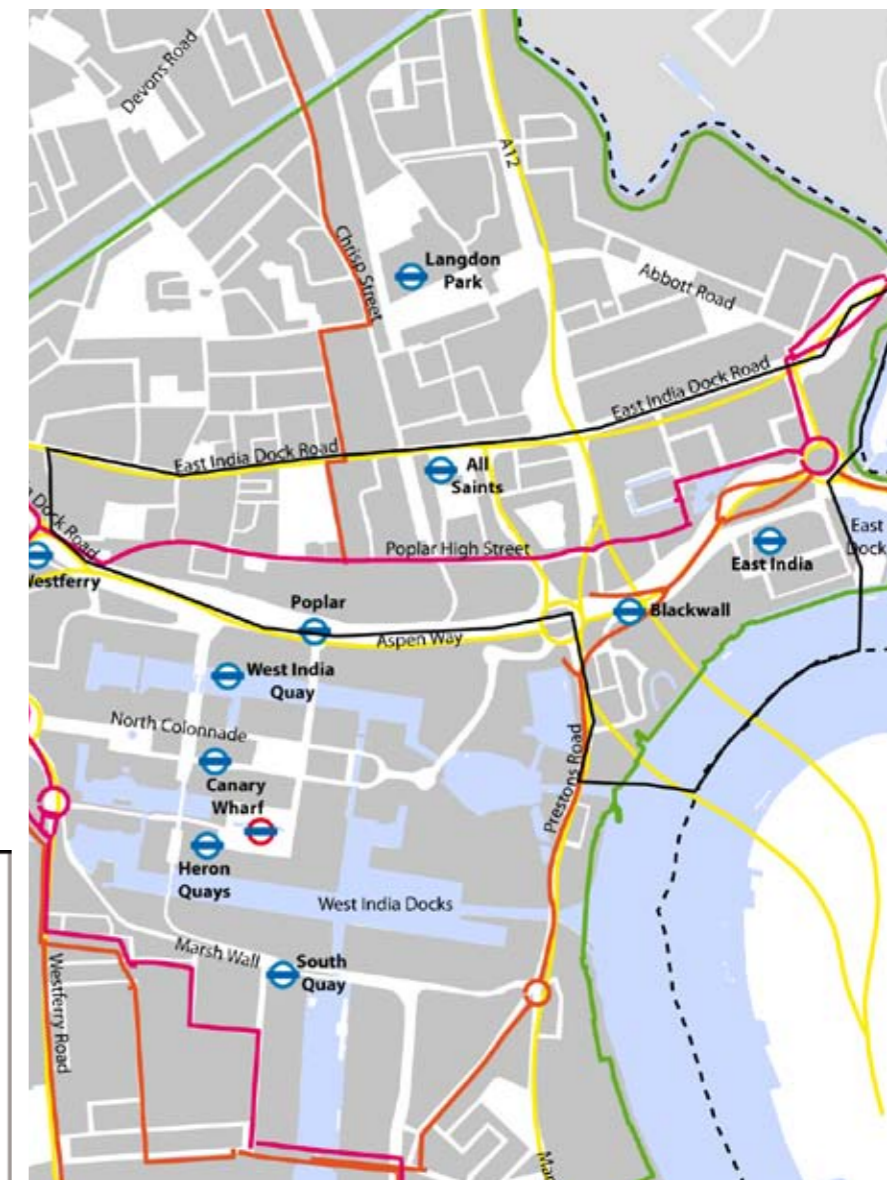 Devons Road
A12
Chrisp Street
Langdon
Park
Abbott Road
East India Dock Road
East India Dock Road
All
Saints
Dock Road
Poplar High Street
East
Dock
East India
Westferry
Poplar
Blackwall
Aspen Way
West India
Quay
North Colonnade
Canary
Wharf
Prestons Road
Heron
Quays
West India Docks
Marsh Wall
South
Quay
Westferry Road